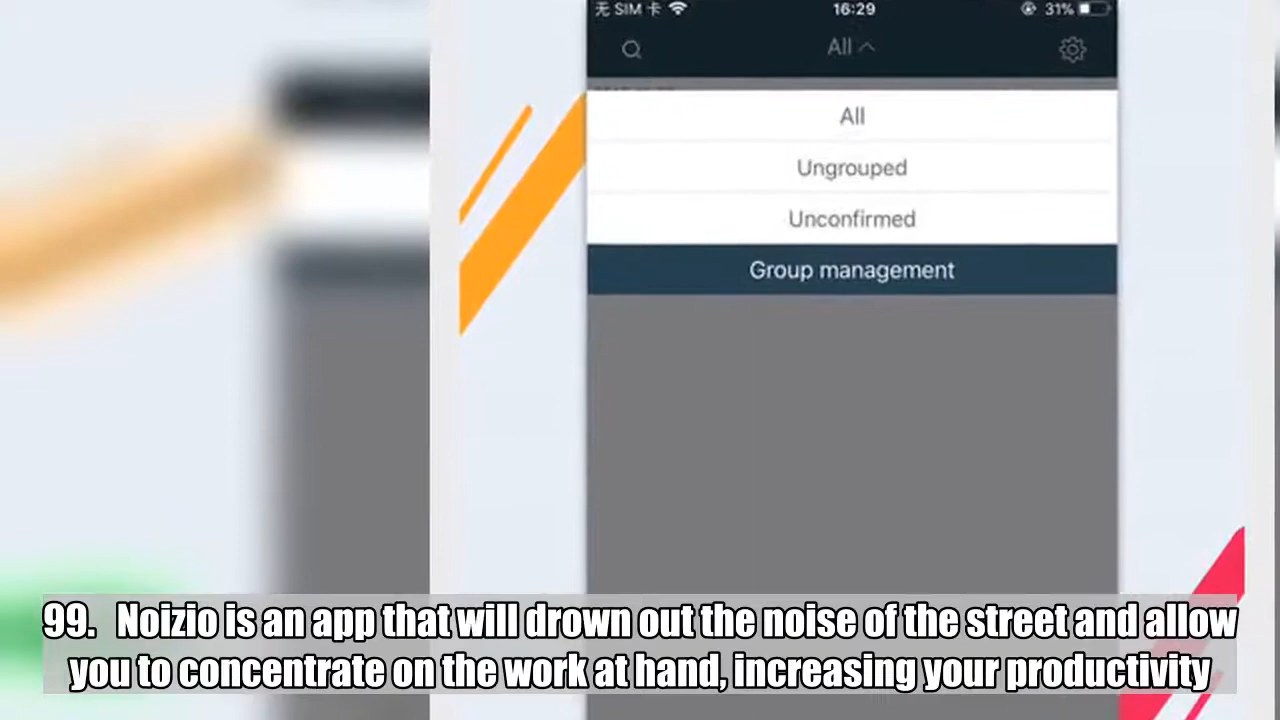 无 SIM 卡 16:29 31%
All
All
Ungrouped
Unconfirmed
Group management
99. Noizio is an app that will drown out the noise of the street and allow
you to concentrate on the work at hand, increasing your productivity